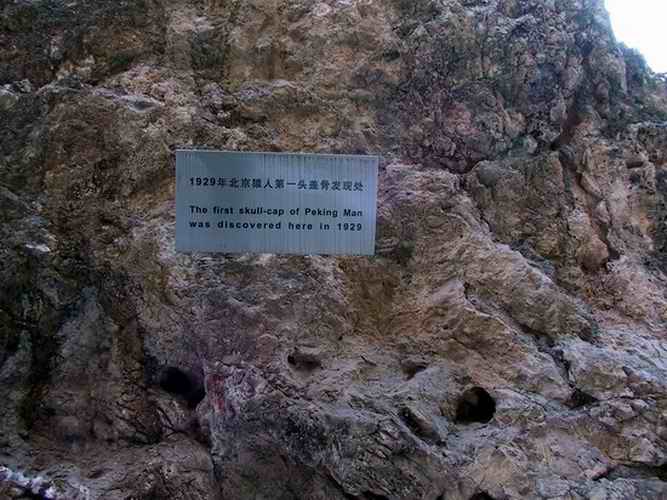 1929年北京猿人第一头盖骨发现处
The first skull-cap of Peking Man
was discovered here in 1929